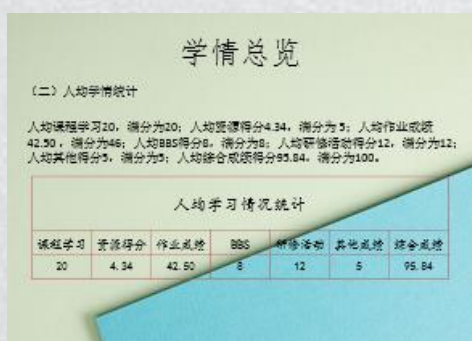 学情总览
（二）人均学情统计
人均课程学习20，满分为20；人均资源得分4.34，满分为5；人均作业成绩
42.50，满分为46；人均BBS得分8，满分为8；人均研修活动得分12，满分为12；
人均其他得分5，满分为5；人均综合成绩得分95.84，满分为100。
人均学习情况统计
课程学习 资源得分 作业成绩 BBS 研修活动 其他成绩 综合成绩
20 4.34 42.50 8 12 5 95.84